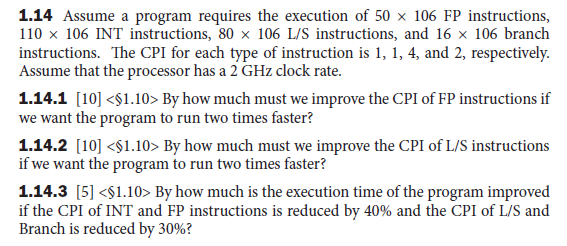 1.14 Assume a program requires the execution of 50 × 106 FP instructions,
110 × 106 INT instructions, 80 × 106 L/S instructions, and 16 × 106 branch
instructions. The CPI for each type of instruction is 1, 1, 4, and 2, respectively.
Assume that the processor has a 2 GHz clock rate.
1.14.1 [10] <§1.10> By how much must we improve the CPI of FP instructions if
we want the program to run two times faster?
1.14.2 [10] <§1.10> By how much must we improve the CPI of L/S instructions
if we want the program to run two times faster?
1.14.3 [5] <§1.10> By how much is the execution time of the program improved
if the CPI of INT and FP instructions is reduced by 40% and the CPI of L/S and
Branch is reduced by 30%?